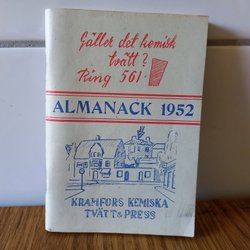 Gäller det kemisk
tvätt?
Ring 561
ALMANACK 1952
KRAMFORS KEMISKA
TVÄTT & PRESS